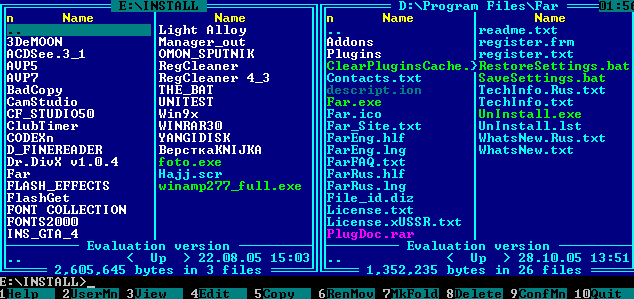 E:\INSTALL
n Name Name
..
3DeMOON
ACDSee.3_1
AVP5
AVP7
BadCopy
CamStudio
CF_STUDIO50
ClubTimer
CODEXn
D_FINEREADER
Dr.DivX v1.0.4
Far
FLASH_EFFECTS
FlashGet
FONT COLLECTION
FONTS2000
INS_GTA_4
Light Alloy
Manager_out
OMON_SPUTNIK
RegCleaner
RegCleaner 4_3
THE_BAT
UNITEST
Win9x
WINRAR30
YANGIDISK
ВерсткаKNIJKA
foto.exe
Hajj.scr
winamp277_full.exe
Evaluation version
.. < Up > 22.08.05 15:03
2,605,645 bytes in 3 files
D:\Program Files\Far
01:56
n Name Name
..
Addons
Plugins
ClearPluginsCache.}
Contacts.txt
descript.ion
Far.exe
Far.ico
Far_Site.txt
FarEng.hlf
FarEng.lng
FarFAQ.txt
FarRus.hlf
FarRus.lng
File_id.diz
License.txt
License.xUSSR.txt
PlugDoc.rar
readme.txt
register.frm
register.txt
RestoreSettings.bat
SaveSettings.bat
TechInfo.Rus.txt
TechInfo.txt
UnInstall.exe
UnInstall.lst
WhatsNew.Rus.txt
WhatsNew.txt
Evaluation version
.. < Up > 28.10.05 13:51
1,352,235 bytes in 26 files
E:\INSTALL>_
1Help 2UserMn 3View 4Edit 5Copy 6RenMov 7MkFold 8Delete 9ConfMn 10Quit